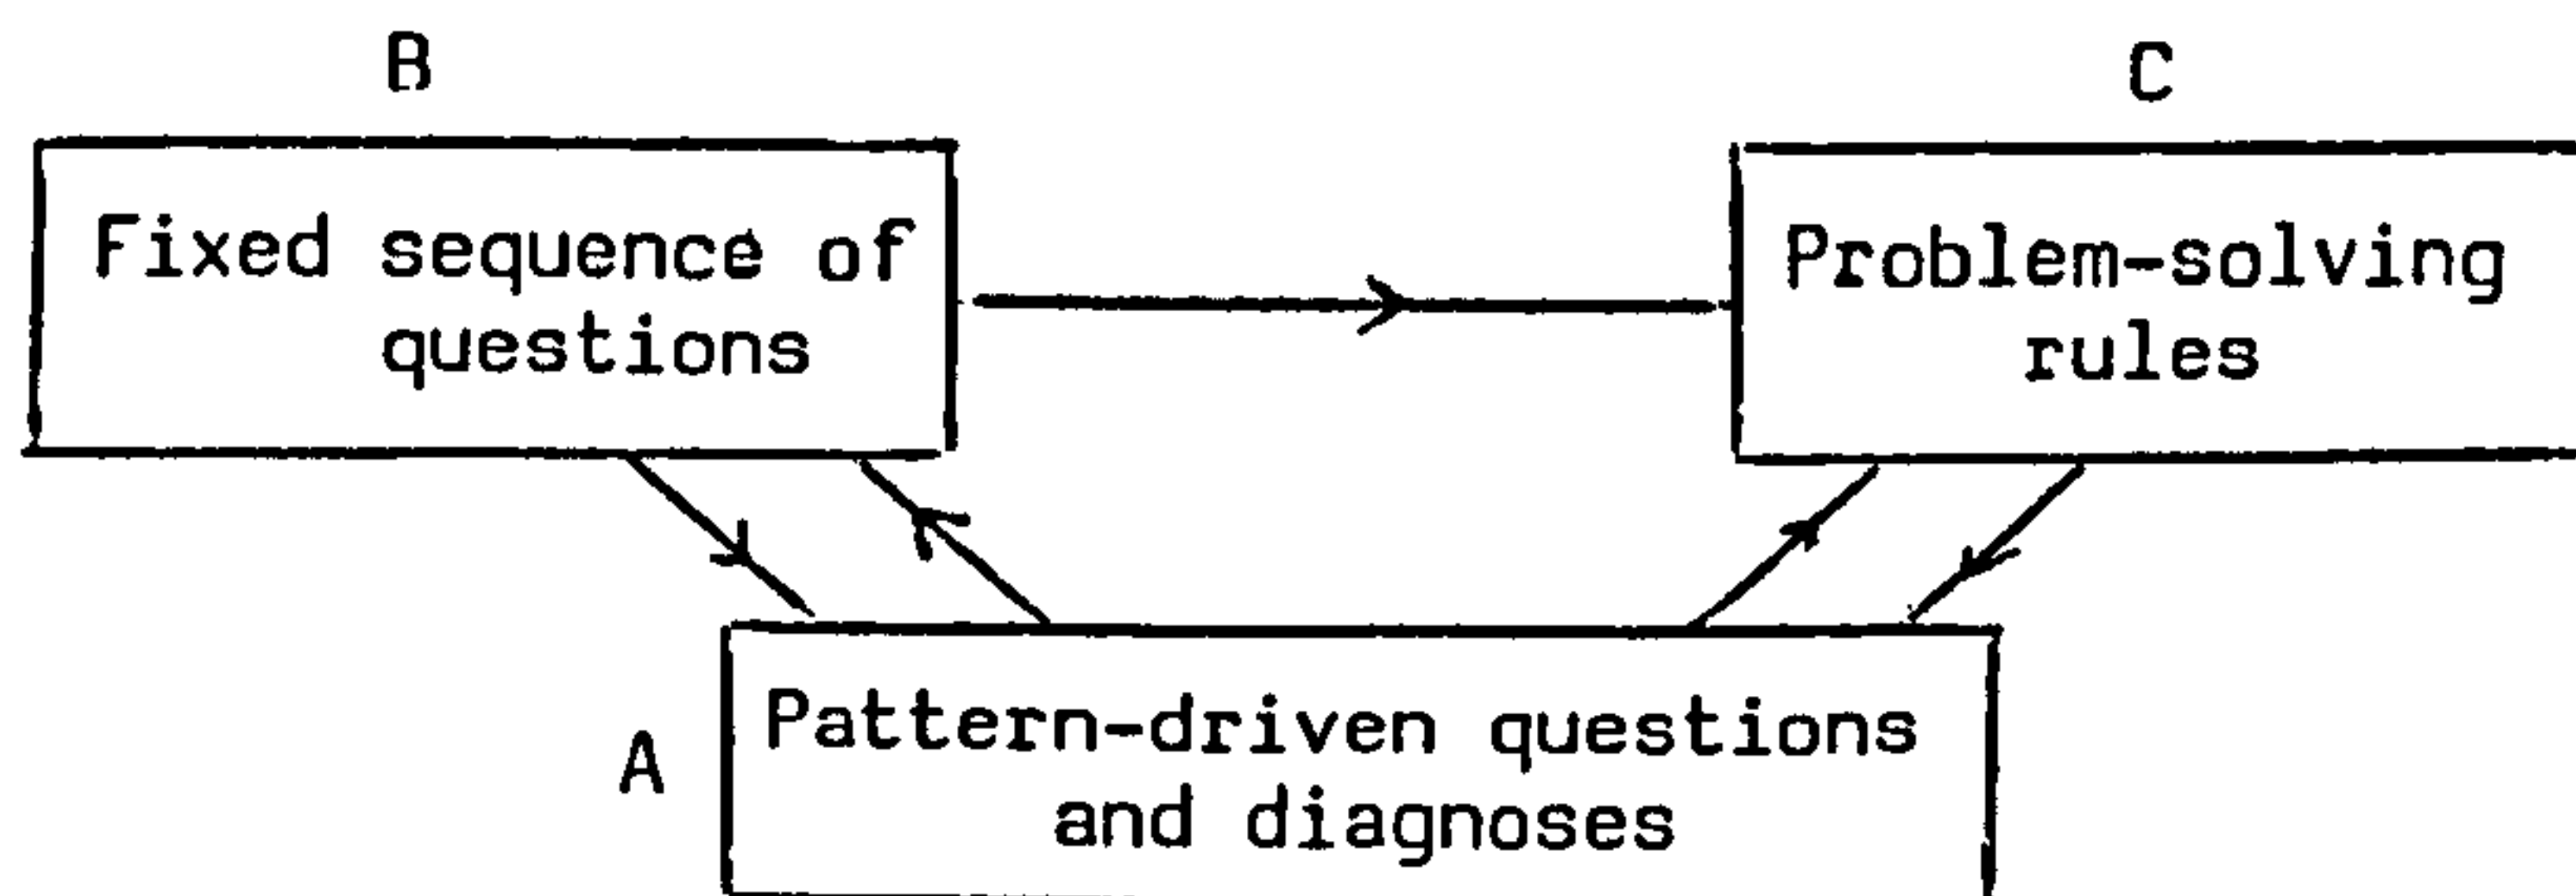 B
C
Fixed sequence of
questions
Problem-solving
rules
A
Pattern-driven questions
and diagnoses